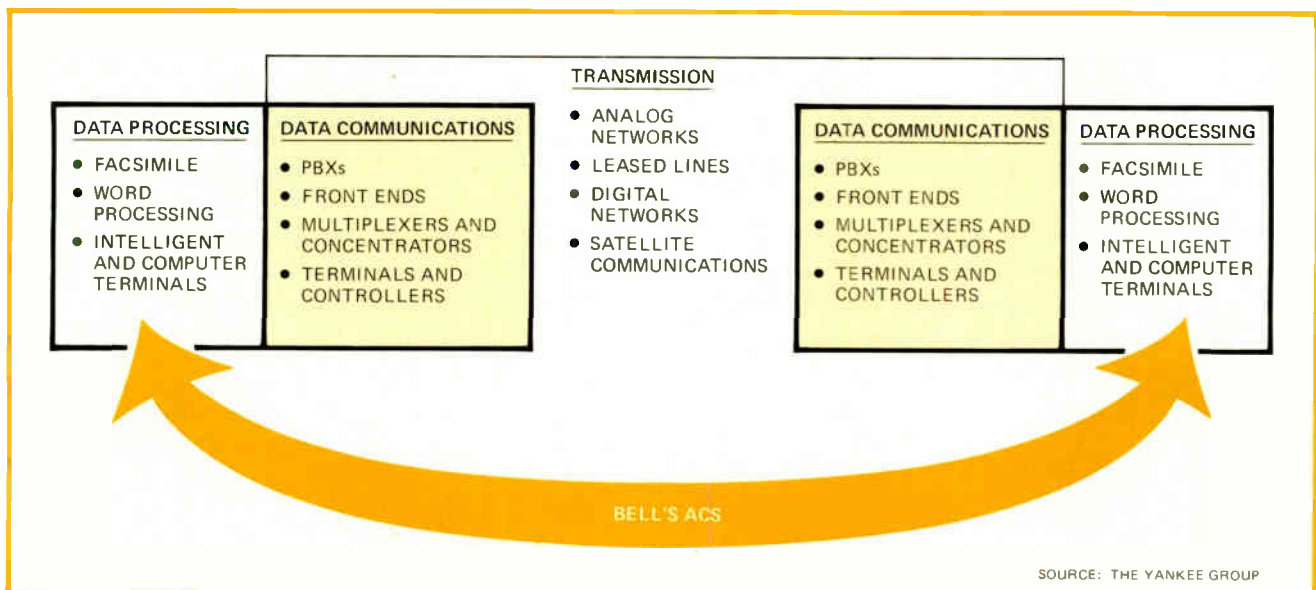 TRANSMISSION
• ANALOG
NETWORKS
• LEASED LINES
• DIGITAL
NETWORKS
• SATELLITE
COMMUNICATIONS
DATA PROCESSING
• FACSIMILE
• WORD
PROCESSING
• INTELLIGENT
AND COMPUTER
TERMINALS
DATA COMMUNICATIONS
• PBXs
• FRONT ENDS
• MULTIPLEXERS AND
CONCENTRATORS
• TERMINALS AND
CONTROLLERS
DATA COMMUNICATIONS
• PBXs
• FRONT ENDS
• MULTIPLEXERS AND
CONCENTRATORS
• TERMINALS AND
CONTROLLERS
DATA PROCESSING
• FACSIMILE
• WORD
PROCESSING
• INTELLIGENT
AND COMPUTER
TERMINALS
BELL'S ACS
SOURCE: THE YANKEE GROUP